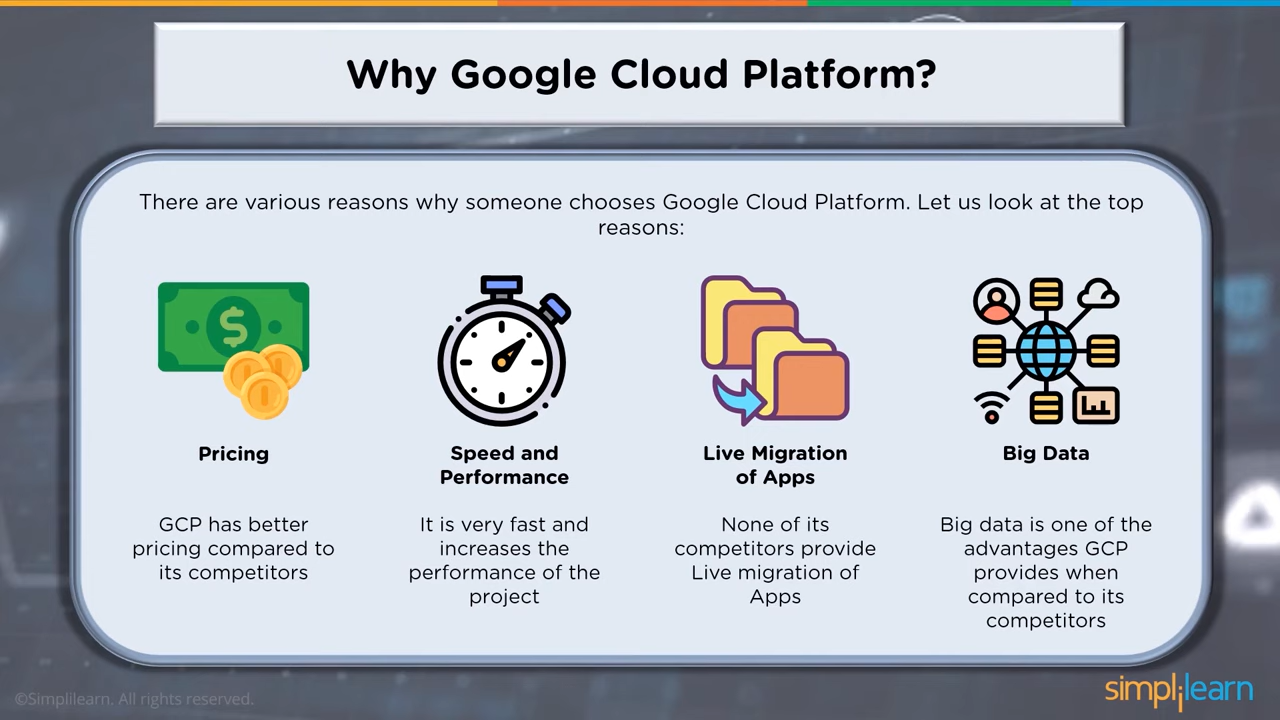 Why Google Cloud Platform?
There are various reasons why someone chooses Google Cloud Platform. Let us look at the top
reasons:
Pricing
GCP has better
pricing compared to
its competitors
Speed and
Performance
It is very fast and
increases the
performance of the
project
Live Migration
of Apps
None of its
competitors provide
Live migration of
Apps
Big Data
Big data is one of the
advantages GCP
provides when
compared to its
competitors
©Simplilearn. All rights reserved.
simplilearn